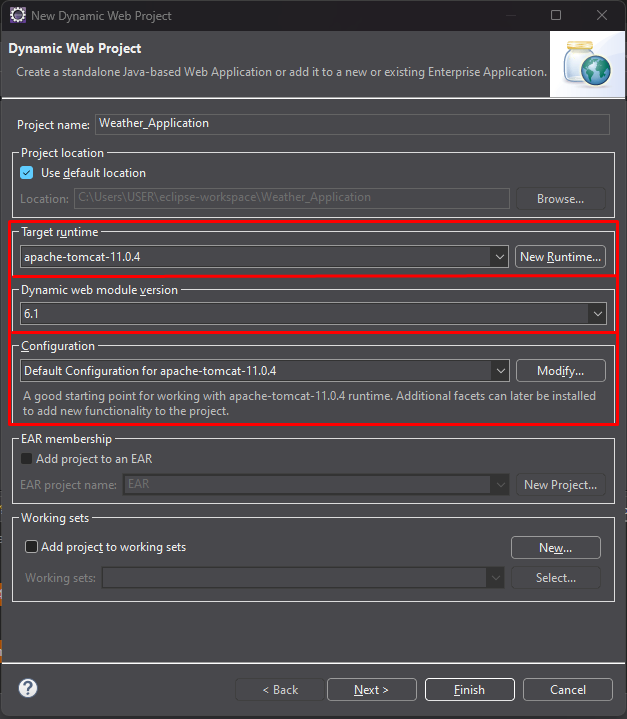 New Dynamic Web Project
Dynamic Web Project
Create a standalone Java-based Web Application or add it to a new or existing Enterprise Application.
Project name: Weather_Application
Project location
Use default location
Location: C:\Users\USER\eclipse-workspace\Weather_Application Browse...
Target runtime
apache-tomcat-11.0.4 New Runtime...
Dynamic web module version
6.1
Configuration
Default Configuration for apache-tomcat-11.0.4 Modify...
A good starting point for working with apache-tomcat-11.0.4 runtime. Additional facets can later be installed
to add new functionality to the project.
EAR membership
Add project to an EAR
EAR project name: EAR New Project...
Working sets
Add project to working sets New...
Working sets: Select...
? < Back Next > Finish Cancel